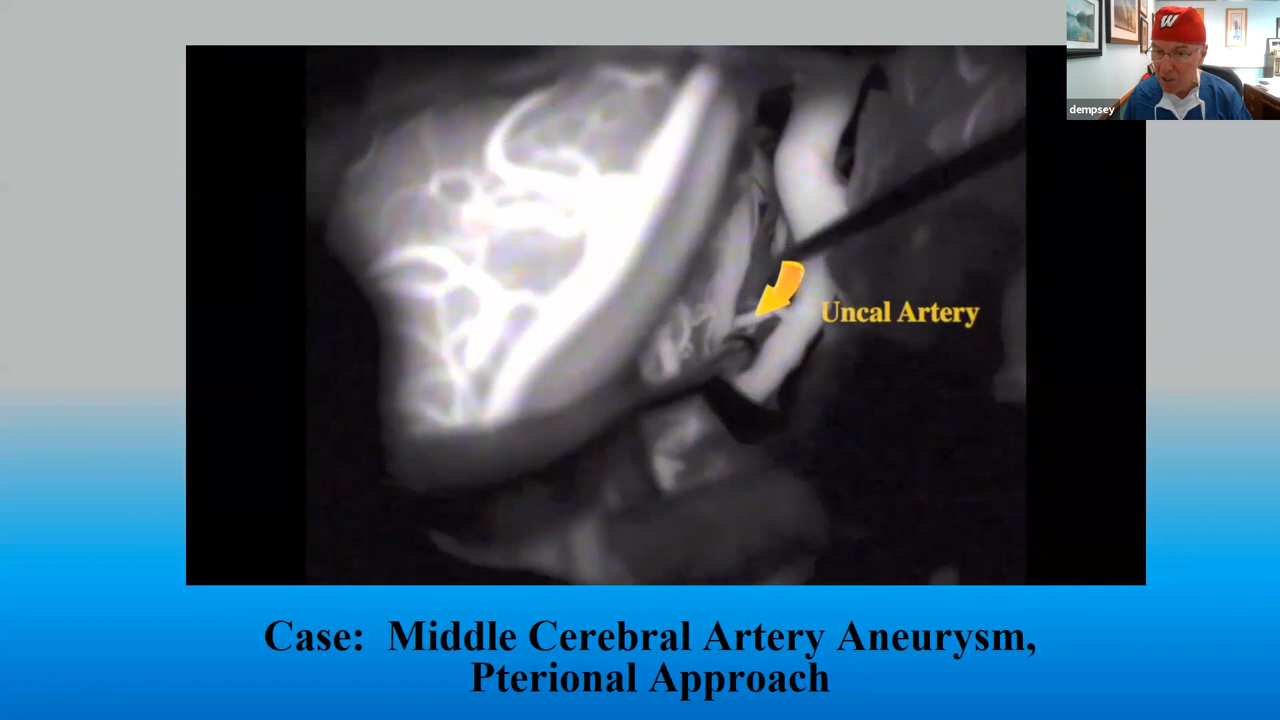 W
dempsey
Uncal Artery
Case: Middle Cerebral Artery Aneurysm,
Pterional Approach